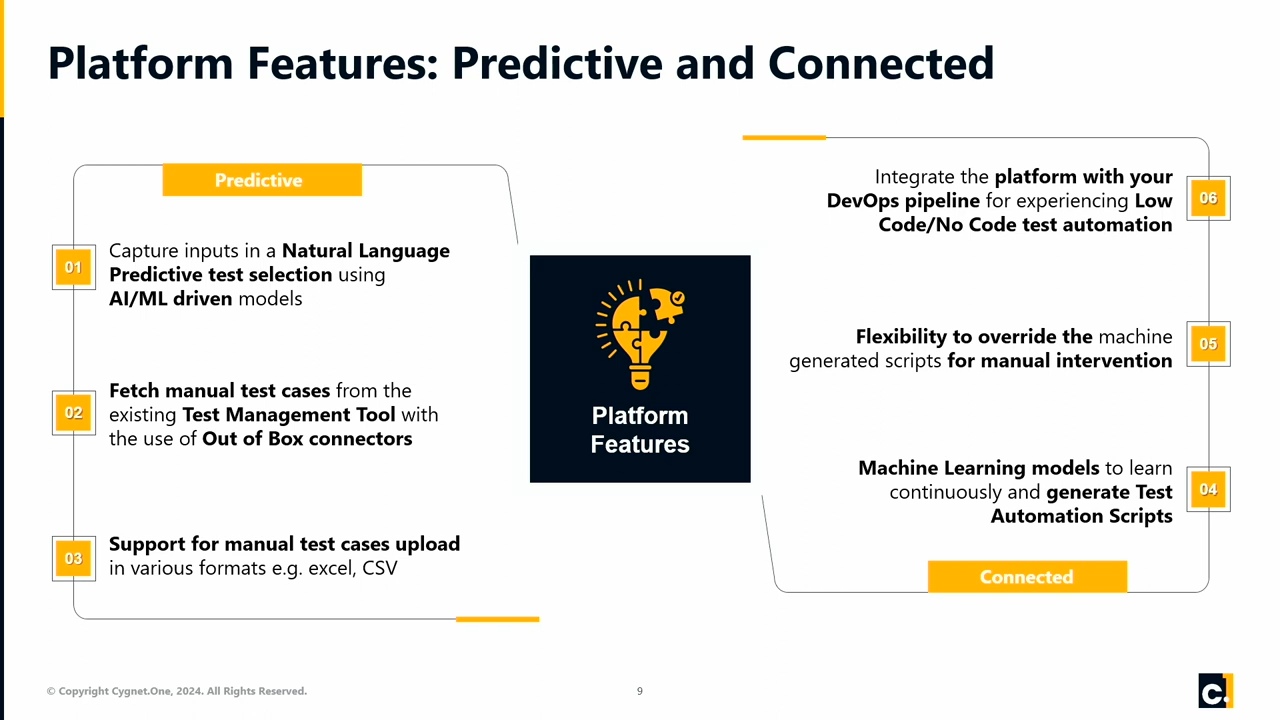 Platform Features: Predictive and Connected
Predictive
01
Capture inputs in a Natural Language
Predictive test selection using
AI/ML driven models
02
Fetch manual test cases from the
existing Test Management Tool with
the use of Out of Box connectors
03
Support for manual test cases upload
in various formats e.g. excel, CSV
Platform
Features
Integrate the platform with your
DevOps pipeline for experiencing Low
Code/No Code test automation
06
Flexibility to override the machine
generated scripts for manual intervention
05
Machine Learning models to learn
continuously and generate Test
Automation Scripts
04
Connected
© Copyright Cygnet.One, 2024. All Rights Reserved.
9
C.